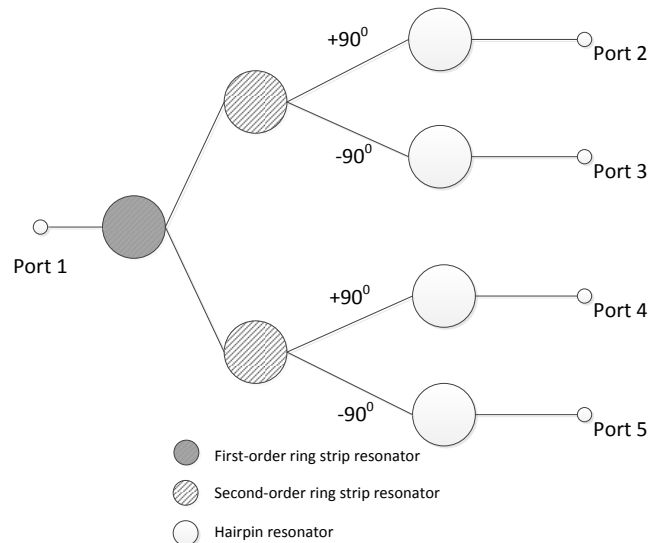 +90⁰
Port 2
-90⁰
Port 3
Port 1
+90⁰
Port 4
-90⁰
Port 5
First-order ring strip resonator
Second-order ring strip resonator
Hairpin resonator